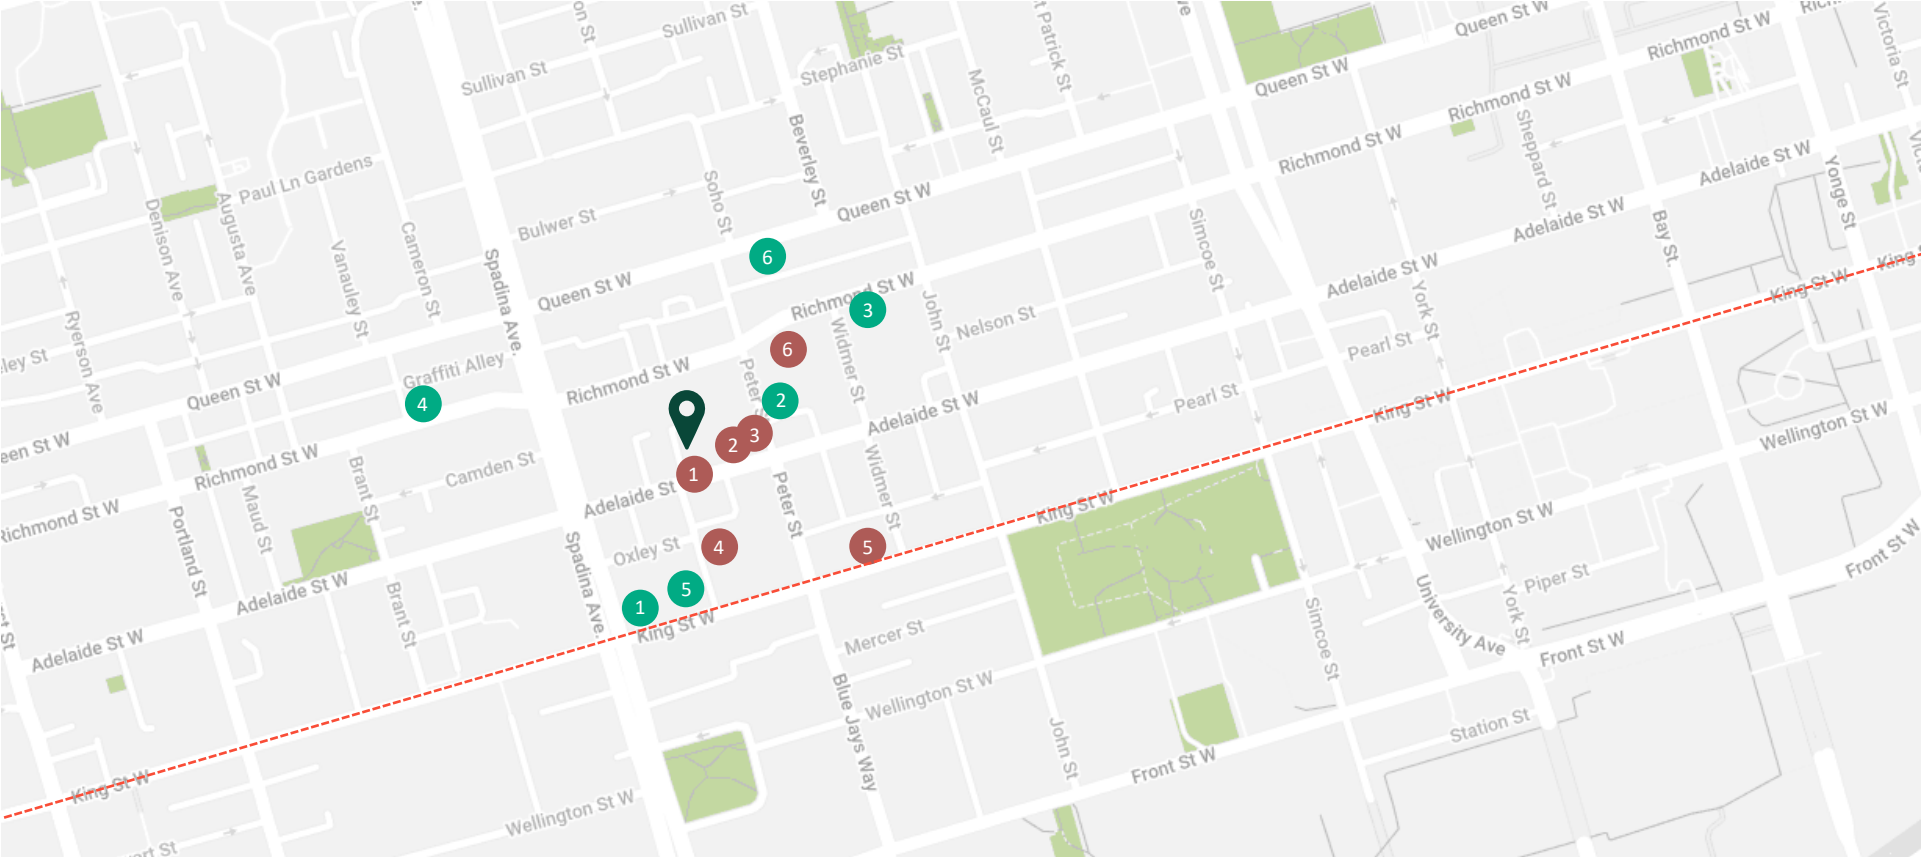 Sullivan St
Queen St W
Richmond St W
Victoria St
Stephanie St
Sullivan St
McCaul St
Queen St W
Richmond St W
Beverley St
Sheppard St
Richmond St W
Adelaide St W
Yonge St
Paul Ln Gardens
Soho St
Denison Ave
Augusta Ave
Cameron St
Bulwer St
Queen St W
Simcoe St
Adelaide St W
Bay St.
Vanauley St
Spadina Ave.
6
Adelaide St W
King St W
Queen St W
Richmond St W
3
John St
Nelson St
York St
Ryerson Ave
6
Widmer St
Pearl St
Graffiti Alley
Richmond St W
Queen St W
4
2
Adelaide St W
Pearl St
King St W
Wellington St W
3
2
1
Richmond St W
Camden St
Brant St
Adelaide St
Peter St
Widmer St
King St W
Richmond St W
Maud St
Portland St
Oxley St
4
5
Wellington St W
Front St W
Spadina Ave.
Adelaide St W
Brant St
5
1
King St W
Mercer St
Simcoe St
University Ave
York St
Piper St
Front St W
Adelaide St W
Wellington St W
Blue Jays Way
John St
Station St
Front St W
King St W
Wellington St W